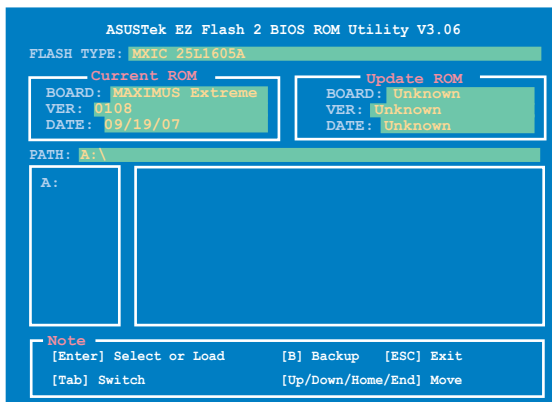 ASUSTek EZ Flash 2 BIOS ROM Utility V3.06
FLASH TYPE: MXIC 25L1605A
Current ROM
BOARD: MAXIMUS Extreme
VER: 0108
DATE: 09/19/07
Update ROM
BOARD: Unknown
VER: Unknown
DATE: Unknown
PATH: A:\
A:
Note
[Enter] Select or Load [B] Backup [ESC] Exit
[Tab] Switch [Up/Down/Home/End] Move